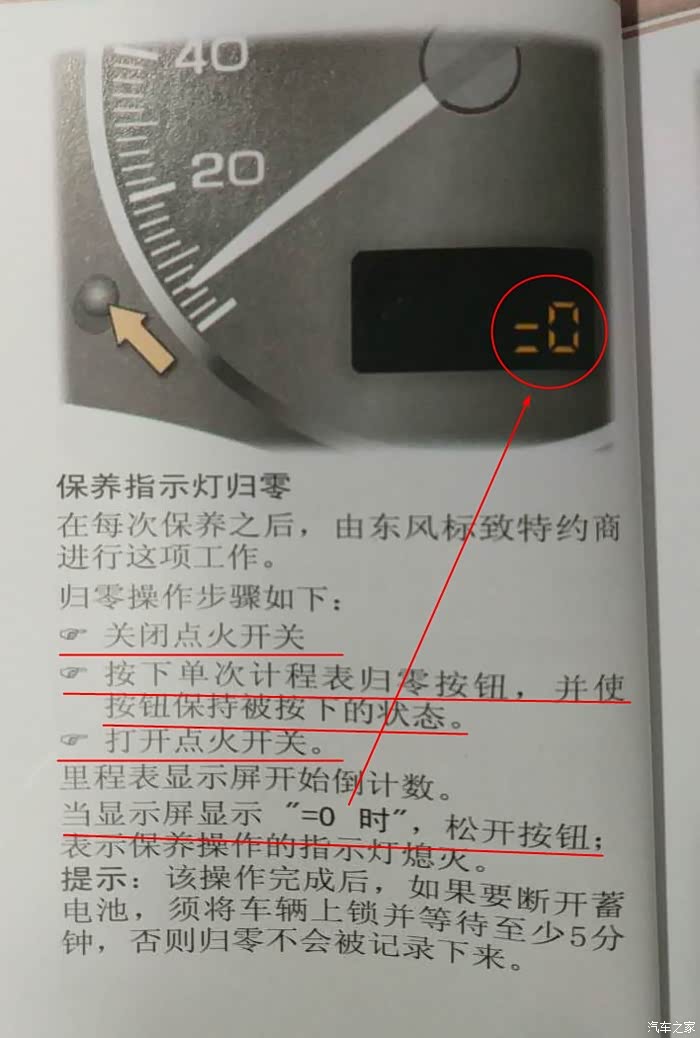 40
20
=0
保养指示灯归零
在每次保养之后，由东风标致特约商
进行这项工作。
归零操作步骤如下：
☞ 关闭点火开关
☞ 按下单次计程表归零按钮，并使
按钮保持被按下的状态。
☞ 打开点火开关。
里程表显示屏开始倒计数。
当显示屏显示 "=0 时"，松开按钮；
表示保养操作的指示灯熄灭。
提示：该操作完成后，如果要断开蓄
电池，须将车辆上锁并等待至少5分
钟，否则归零不会被记录下来。
汽车之家